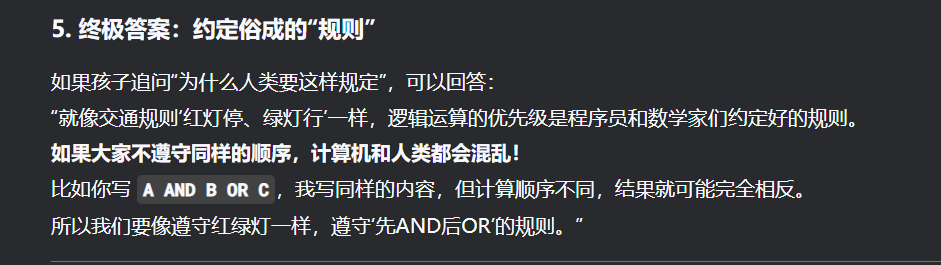 5. 终极答案：约定俗成的“规则”
如果孩子追问“为什么人类要这样规定”，可以回答：
“就像交通规则‘红灯停、绿灯行’一样，逻辑运算的优先级是程序员和数学家们约定好的规则。
如果大家不遵守同样的顺序，计算机和人类都会混乱！
比如你写 A AND B OR C，我写同样的内容，但计算顺序不同，结果就可能完全相反。
所以我们要像遵守红绿灯一样，遵守‘先AND后OR’的规则。”